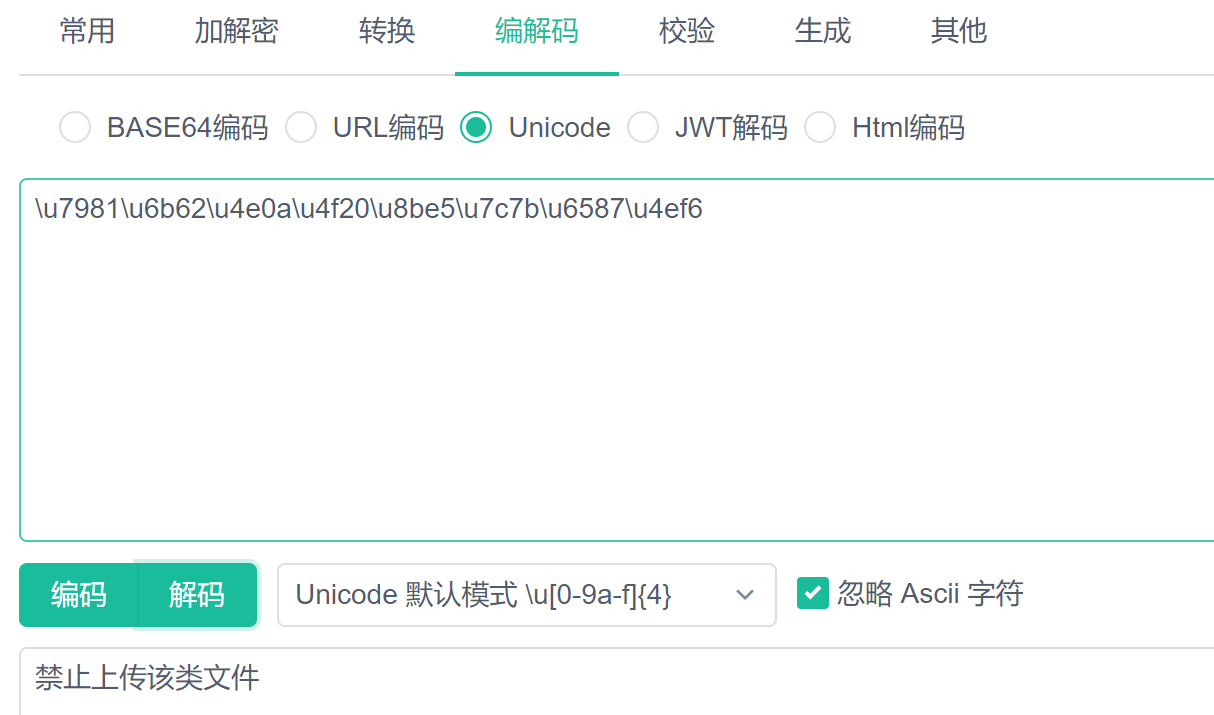 常用 加解密 转换 编解码 校验 生成 其他
BASE64编码 URL编码 Unicode JWT解码 Html编码
\u7981\u6b62\u4e0a\u4f20\u8be5\u7c7b\u6587\u4ef6
编码 解码 Unicode 默认模式 \u[0-9a-f]{4} 忽略 Ascii 字符
禁止上传该类文件